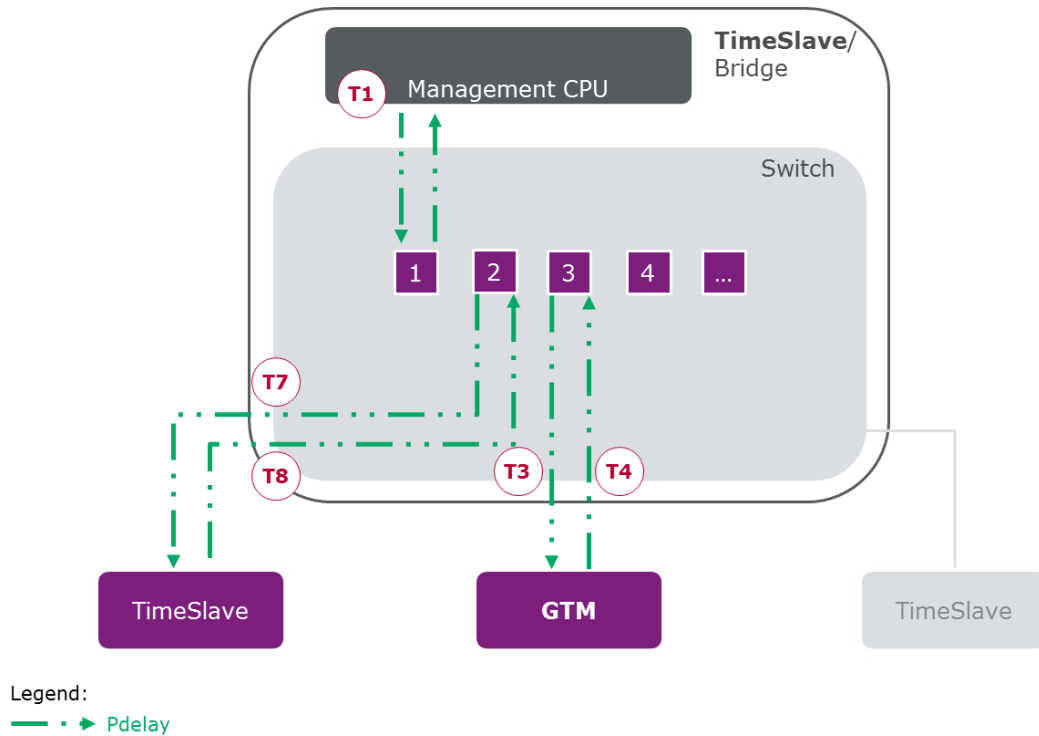 TimeSlave/
Bridge
T1
Management CPU
Switch
1
2
3
4
...
T7
T8
T3
T4
TimeSlave
GTM
TimeSlave
Legend:
Pdelay